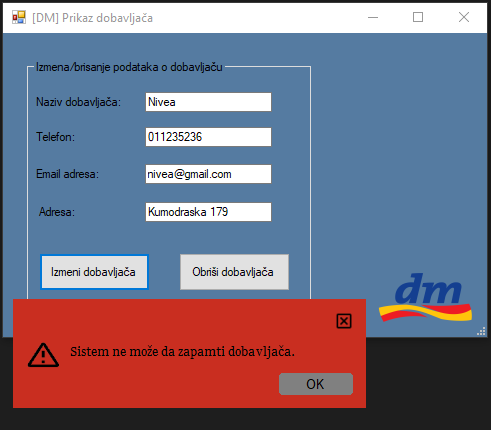 [DM] Prikaz dobavljača
Izmena/brisanje podataka o dobavljaču
Naziv dobavljača: Nivea
Telefon: 011235236
Email adresa: nivea@gmail.com
Adresa: Kumodraska 179
Izmeni dobavljača Obriši dobavljača
dm
Sistem ne može da zapamti dobavljača.
OK